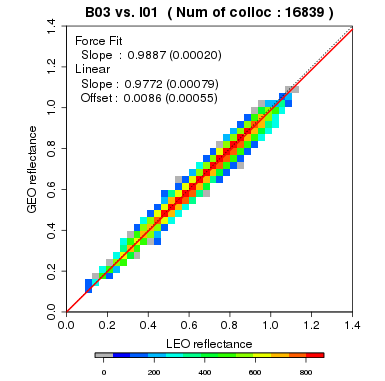 B03 vs. I01 ( Num of colloc : 16839 )
Force Fit
Slope : 0.9887 (0.00020)
Linear
Slope : 0.9772 (0.00079)
Offset : 0.0086 (0.00055)
GEO reflectance
1.4
1.2
1.0
0.8
0.6
0.4
0.2
0.0
0.0 0.2 0.4 0.6 0.8 1.0 1.2 1.4
LEO reflectance
0 200 400 600 800